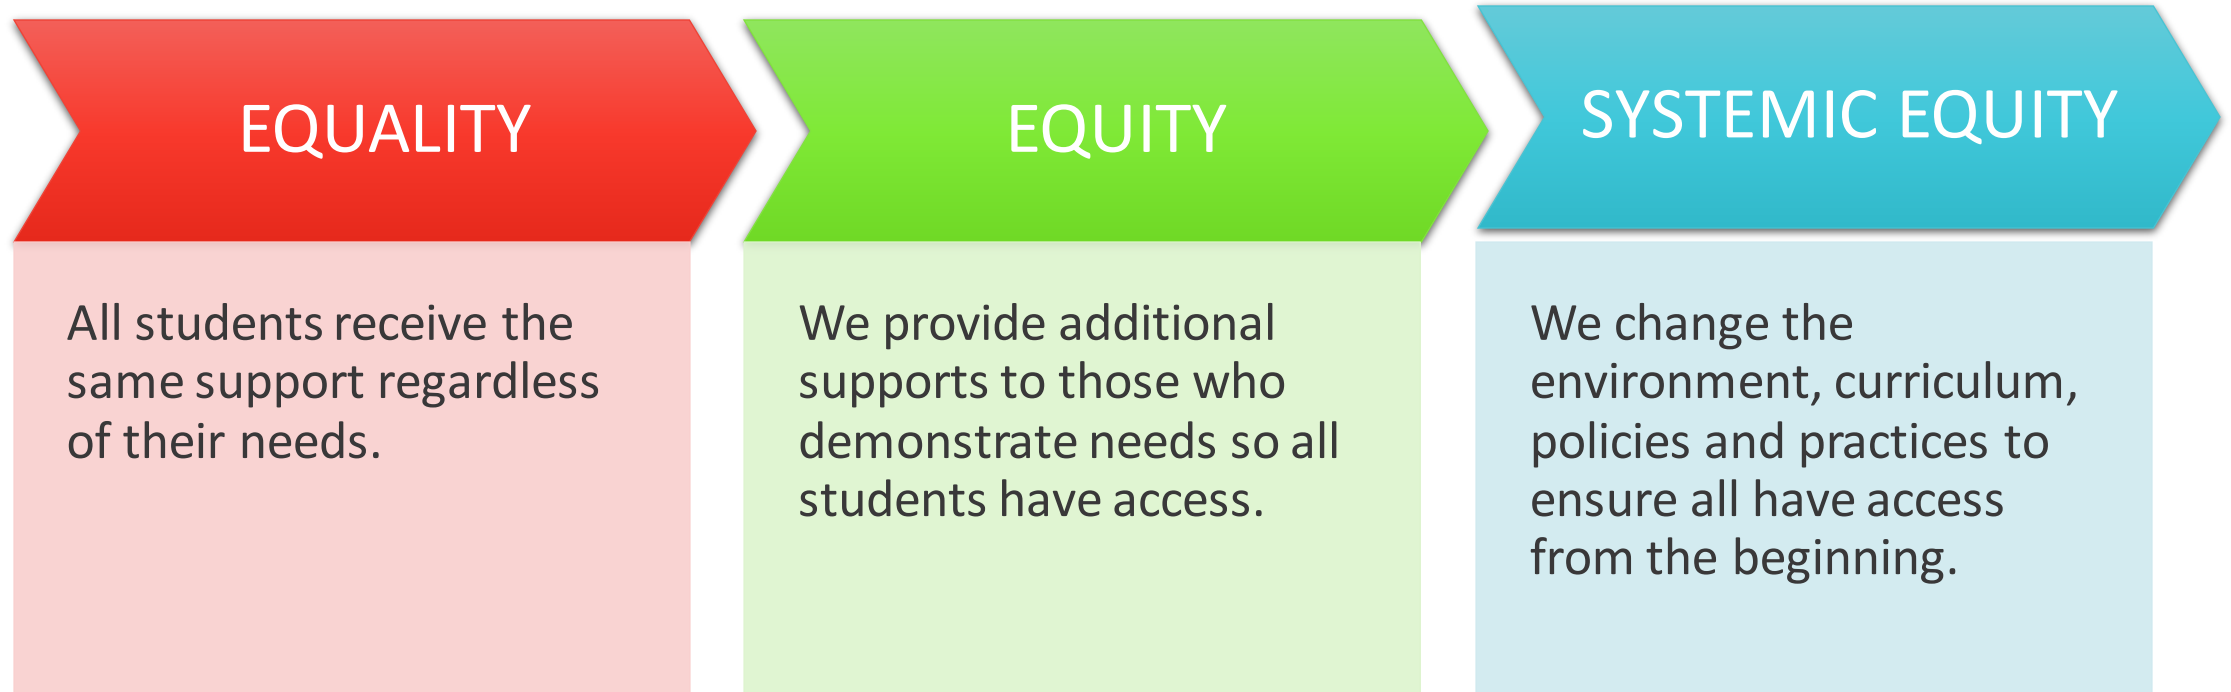 EQUALITY
All students receive the
same support regardless
of their needs.
EQUITY
We provide additional
supports to those who
demonstrate needs so all
students have access.
SYSTEMIC EQUITY
We change the
environment, curriculum,
policies and practices to
ensure all have access
from the beginning.